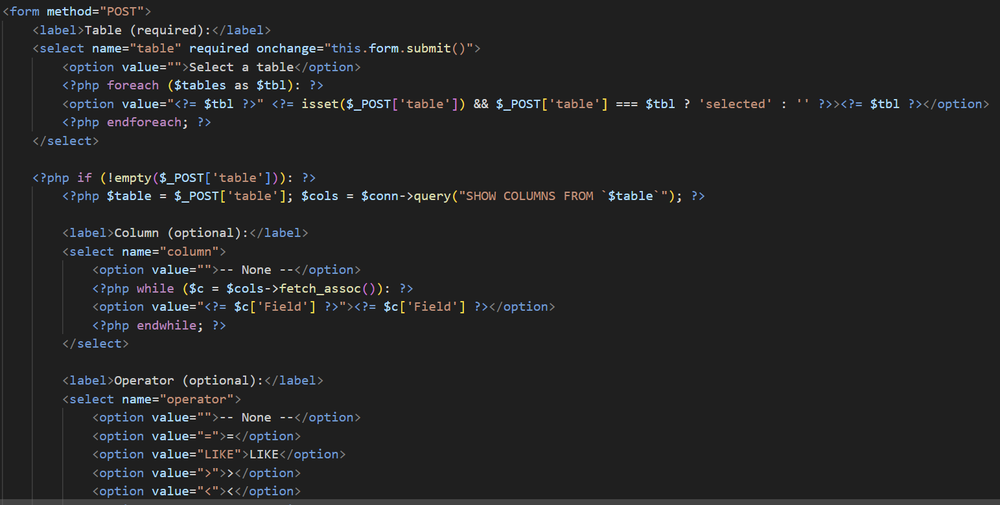 <form method="POST">
    <label>Table (required):</label>
    <select name="table" required onchange="this.form.submit()">
        <option value="">Select a table</option>
        <?php foreach ($tables as $tbl): ?>
        <option value="<?= $tbl ?>" <?= isset($_POST['table']) && $_POST['table'] === $tbl ? 'selected' : '' ?>><?= $tbl ?></option>
        <?php endforeach; ?>
    </select>

    <?php if (!empty($_POST['table'])): ?>
        <?php $table = $_POST['table']; $cols = $conn->query("SHOW COLUMNS FROM `$table`"); ?>

        <label>Column (optional):</label>
        <select name="column">
            <option value="">-- None --</option>
            <?php while ($c = $cols->fetch_assoc()): ?>
            <option value="<?= $c['Field'] ?>"><?= $c['Field'] ?></option>
            <?php endwhile; ?>
        </select>

        <label>Operator (optional):</label>
        <select name="operator">
            <option value="">-- None --</option>
            <option value="=">=</option>
            <option value="LIKE">LIKE</option>
            <option value=">">></option>
            <option value="<"><</option>